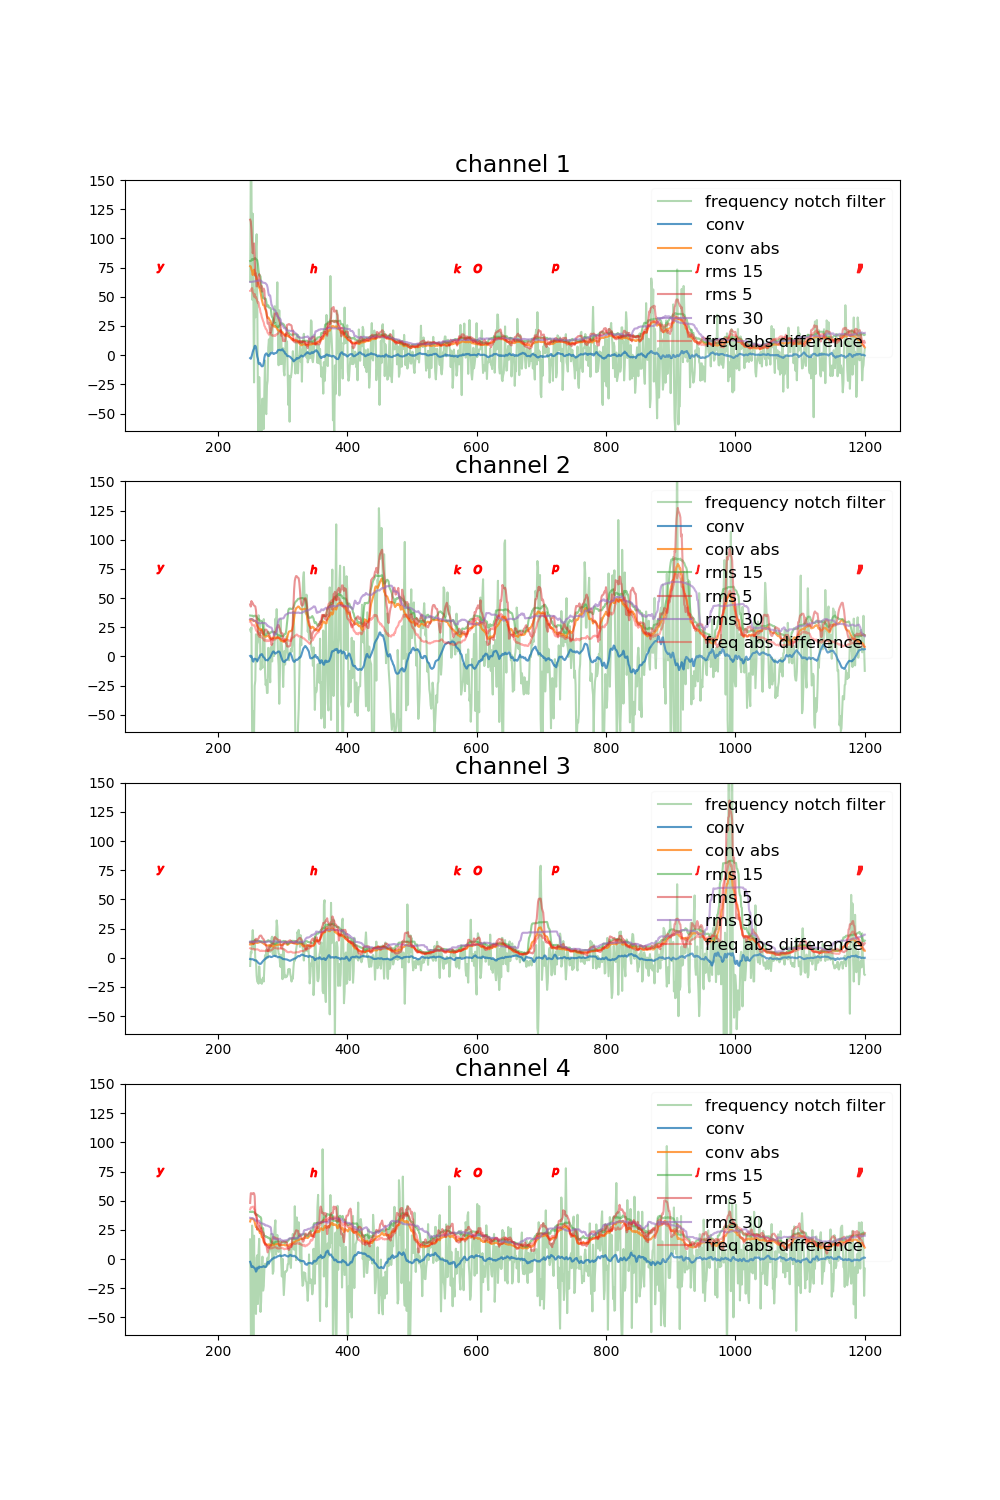 channel 1
150
125
100
75
50
25
0
−25
−50
y h k o p j ,
frequency notch filter
conv
conv abs
rms 15
rms 5
rms 30
freq abs difference
200 400 600 800 1000 1200
channel 2
150
125
100
75
50
25
0
−25
−50
y h k o p j ,
frequency notch filter
conv
conv abs
rms 15
rms 5
rms 30
freq abs difference
200 400 600 800 1000 1200
channel 3
150
125
100
75
50
25
0
−25
−50
y h k o p j ,
frequency notch filter
conv
conv abs
rms 15
rms 5
rms 30
freq abs difference
200 400 600 800 1000 1200
channel 4
150
125
100
75
50
25
0
−25
−50
y h k o p j ,
frequency notch filter
conv
conv abs
rms 15
rms 5
rms 30
freq abs difference
200 400 600 800 1000 1200